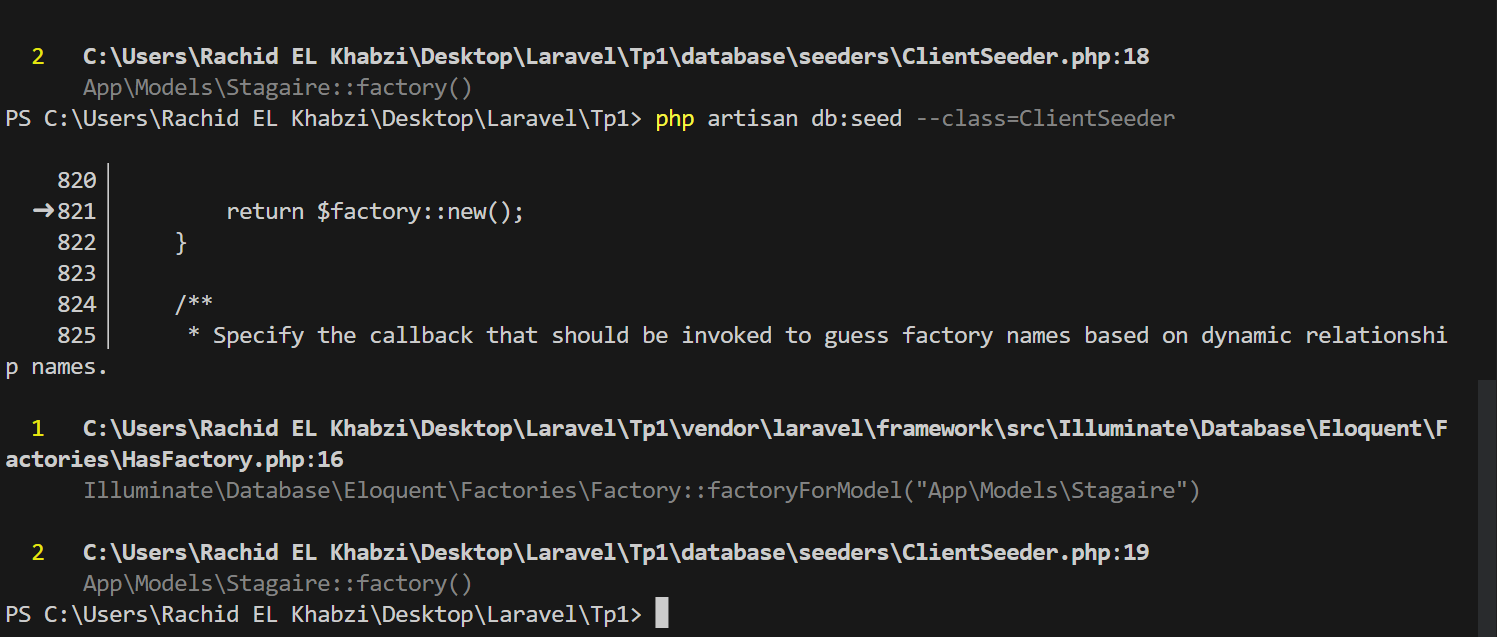 2   C:\Users\Rachid EL Khabzi\Desktop\Laravel\Tp1\database\seeders\ClientSeeder.php:18
App\Models\Stagaire::factory()
PS C:\Users\Rachid EL Khabzi\Desktop\Laravel\Tp1> php artisan db:seed --class=ClientSeeder
820
➜821        return $factory::new();
822    }
823
824    /**
825     * Specify the callback that should be invoked to guess factory names based on dynamic relationshi
p names.
1   C:\Users\Rachid EL Khabzi\Desktop\Laravel\Tp1\vendor\laravel\framework\src\Illuminate\Database\Eloquent\F
actories\HasFactory.php:16
Illuminate\Database\Eloquent\Factories\Factory::factoryForModel("App\Models\Stagaire")
2   C:\Users\Rachid EL Khabzi\Desktop\Laravel\Tp1\database\seeders\ClientSeeder.php:19
App\Models\Stagaire::factory()
PS C:\Users\Rachid EL Khabzi\Desktop\Laravel\Tp1>